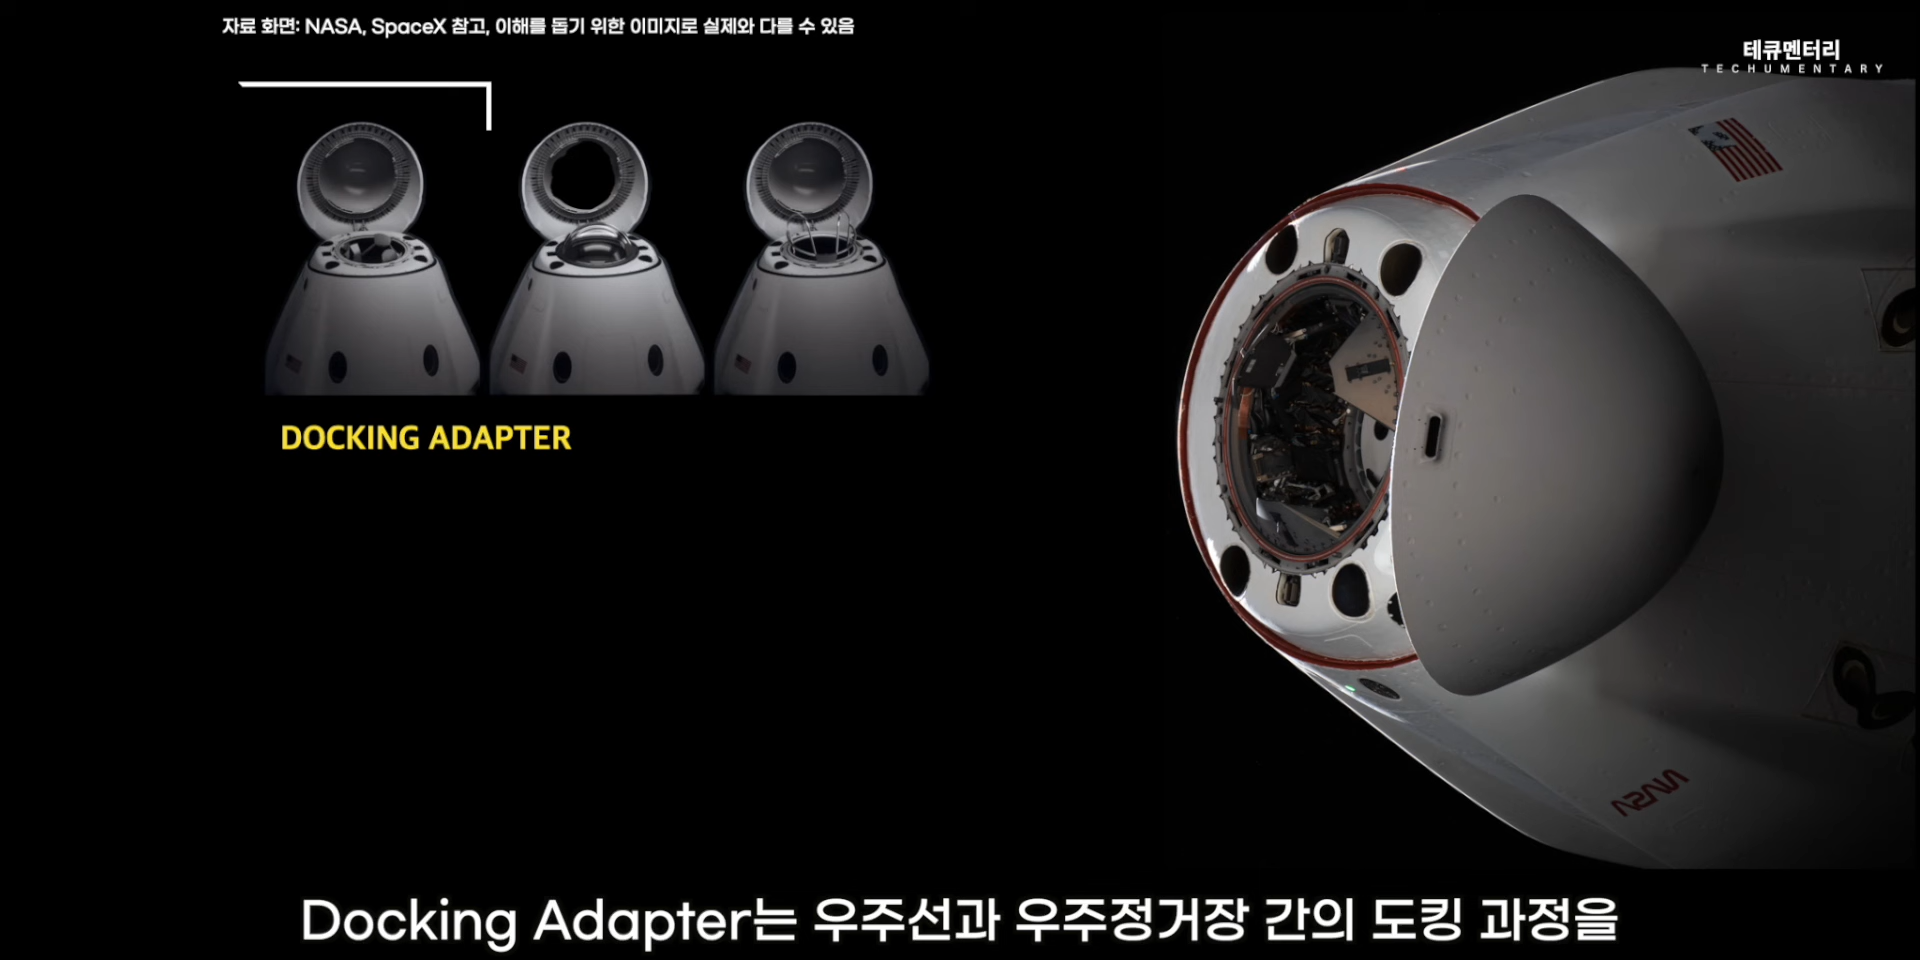 자료 화면: NASA, SpaceX 참고, 이해를 돕기 위한 이미지로 실제와 다를 수 있음
테큐멘터리
TECHUMENTARY
DOCKING ADAPTER
NASA
Docking Adapter는 우주선과 우주정거장 간의 도킹 과정을